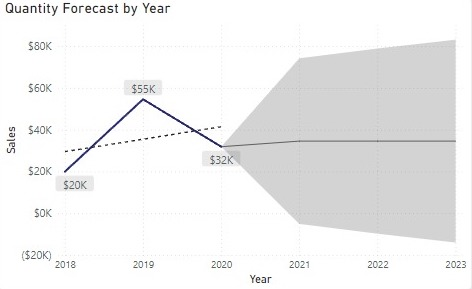 Quantity Forecast by Year
$80K
$60K
$40K
$20K
$0K
($20K)
Sales
$55K
$32K
$20K
2018 2019 2020 2021 2022 2023
Year